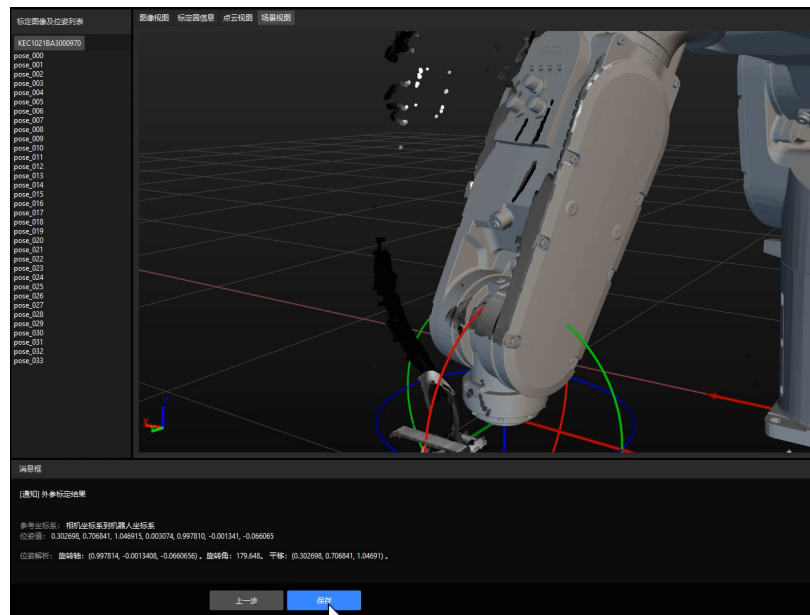 标定图像及位姿列表
图像视图 标定器信息 点云视图 场景视图
KEC1021BA3000970
pose_000
pose_001
pose_002
pose_003
pose_004
pose_005
pose_006
pose_007
pose_008
pose_009
pose_010
pose_011
pose_012
pose_013
pose_014
pose_015
pose_016
pose_017
pose_018
pose_019
pose_020
pose_021
pose_022
pose_023
pose_024
pose_025
pose_026
pose_027
pose_028
pose_029
pose_030
pose_031
pose_032
pose_033
X
消息框
[通知] 外参标定结果
参考坐标系: 相机坐标系到机器人坐标系
位姿值: 0.302698, 0.706841, 1.046915, 0.003074, 0.997810, -0.001341, -0.066065
位姿解析: 旋转轴: (0.997814, -0.0013408, -0.0660656) 。旋转角: 179.648。 平移: (0.302698, 0.706841, 1.04691) 。
上一步 保存